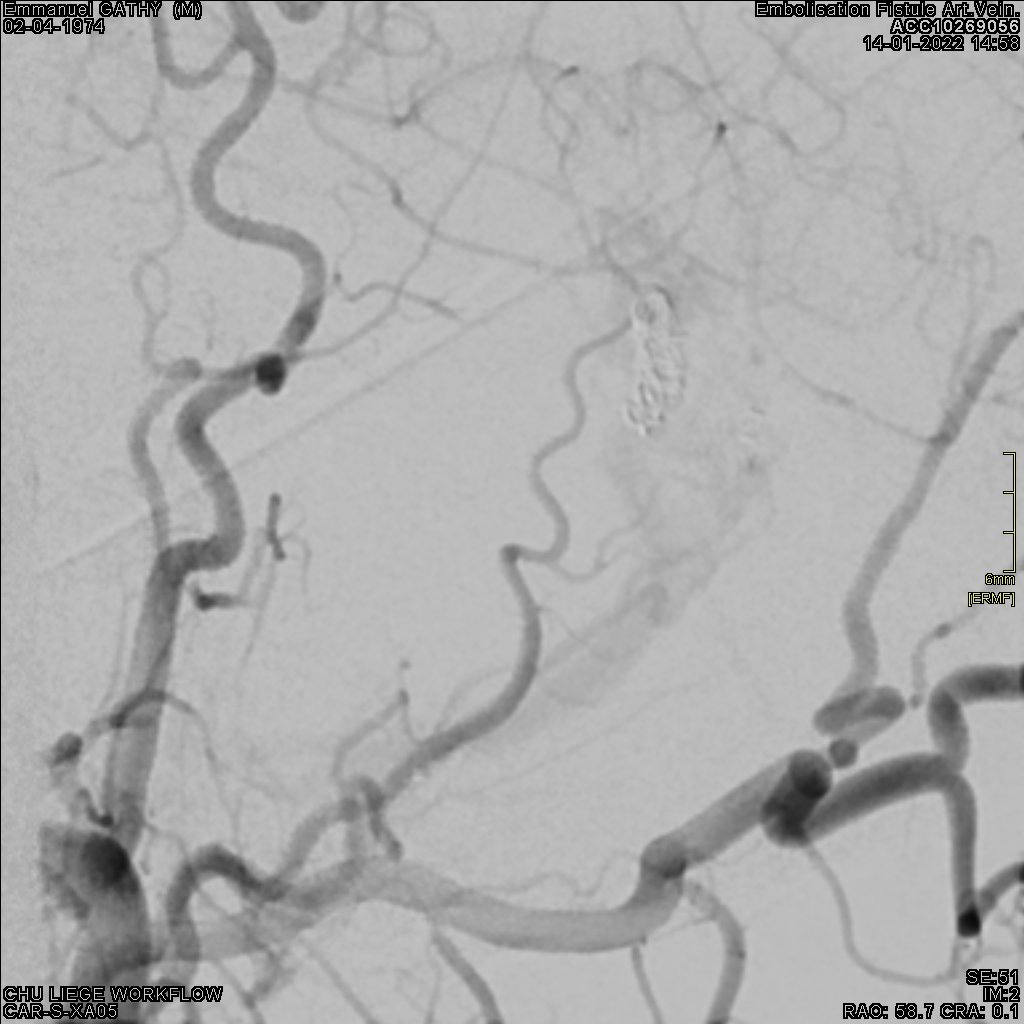 Emmanuel GATHY (M)
02-04-1974
Embolisation Fistule Art.Vein.
ACC10269056
14-01-2022 14:58
6mm
[ERMF]
CHU LIEGE WORKFLOW
CAR-S-XA05
SE:51
IM:2
RAO: 58.7 CRA: 0.1